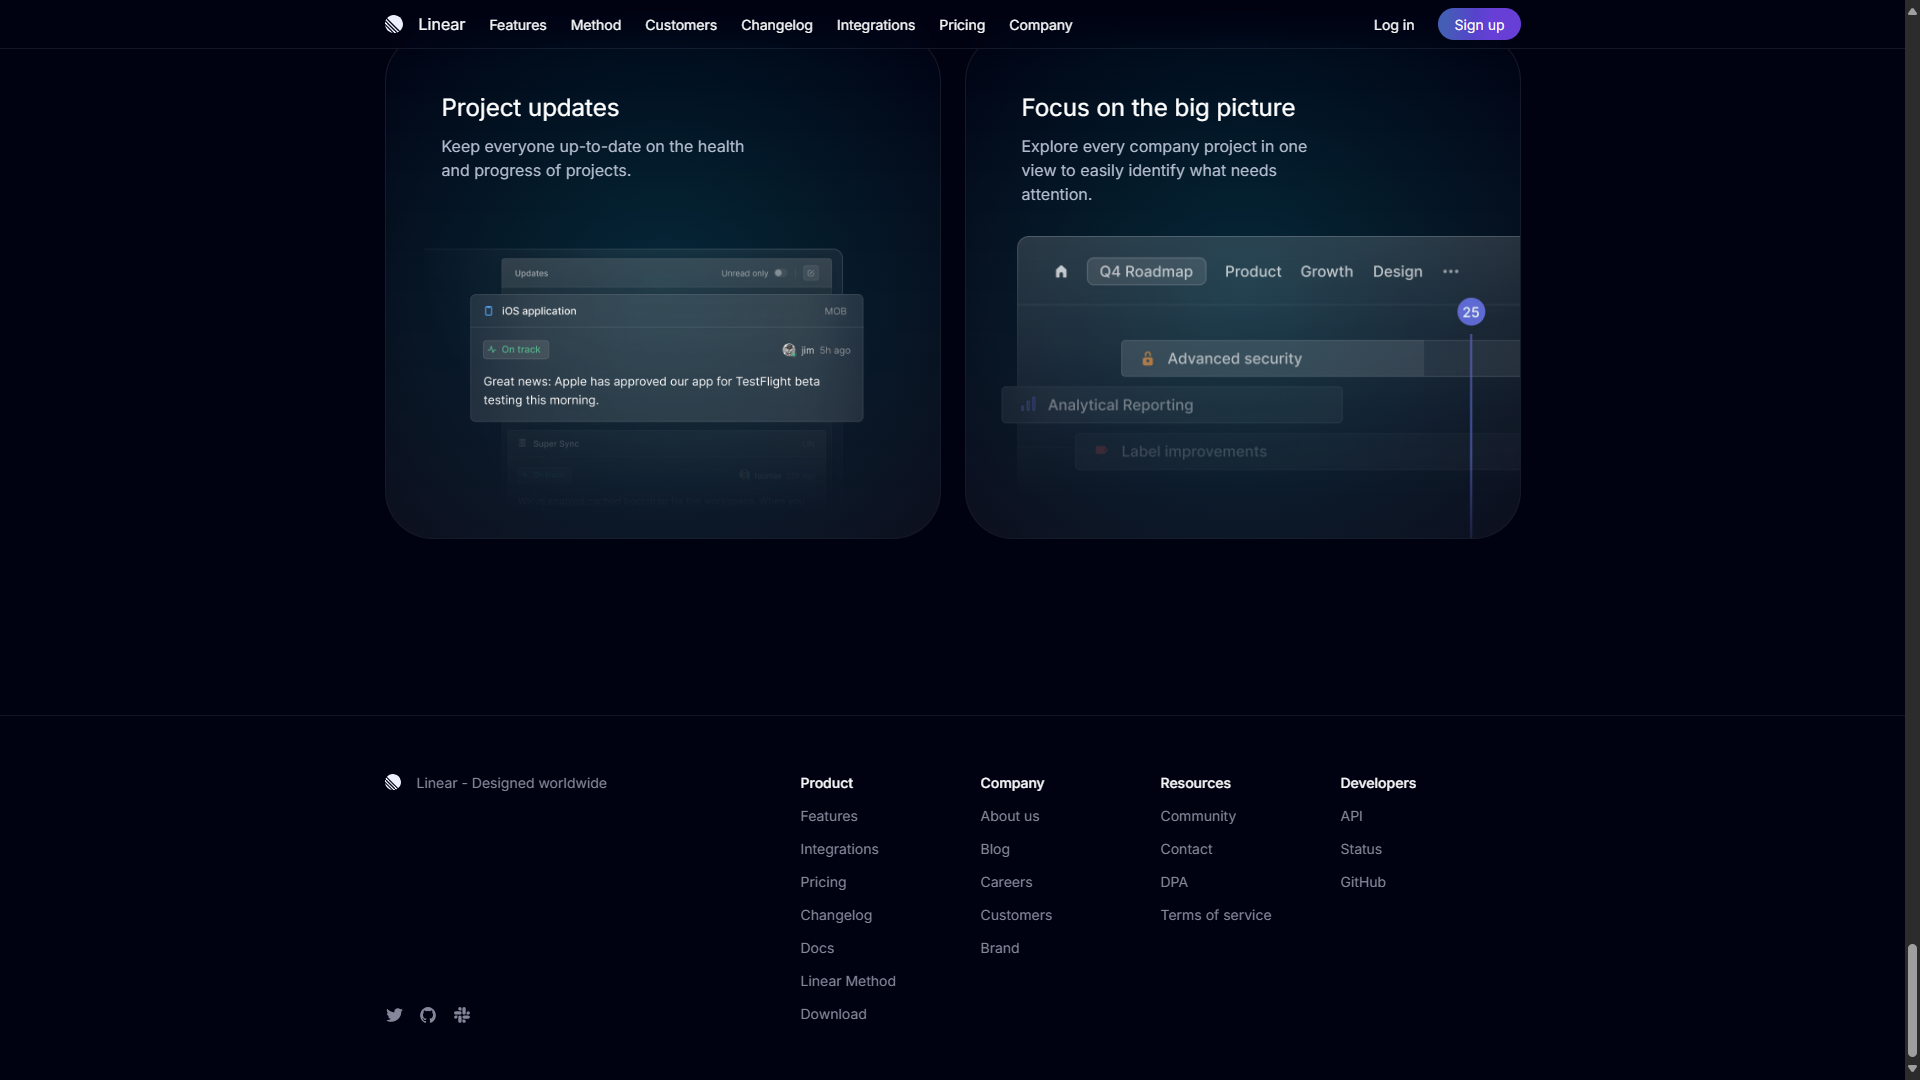 Linear Features Method Customers Changelog Integrations Pricing Company Log in Sign up
Project updates
Keep everyone up-to-date on the health
and progress of projects.
Updates Unread only
iOS application MOB
On track jim 5h ago
Great news: Apple has approved our app for TestFlight beta
testing this morning.
Super Sync
Focus on the big picture
Explore every company project in one
view to easily identify what needs
attention.
Q4 Roadmap Product Growth Design
25
Advanced security
Analytical Reporting
Label improvements
Linear - Designed worldwide
Product
Features
Integrations
Pricing
Changelog
Docs
Linear Method
Download
Company
About us
Blog
Careers
Customers
Brand
Resources
Community
Contact
DPA
Terms of service
Developers
API
Status
GitHub